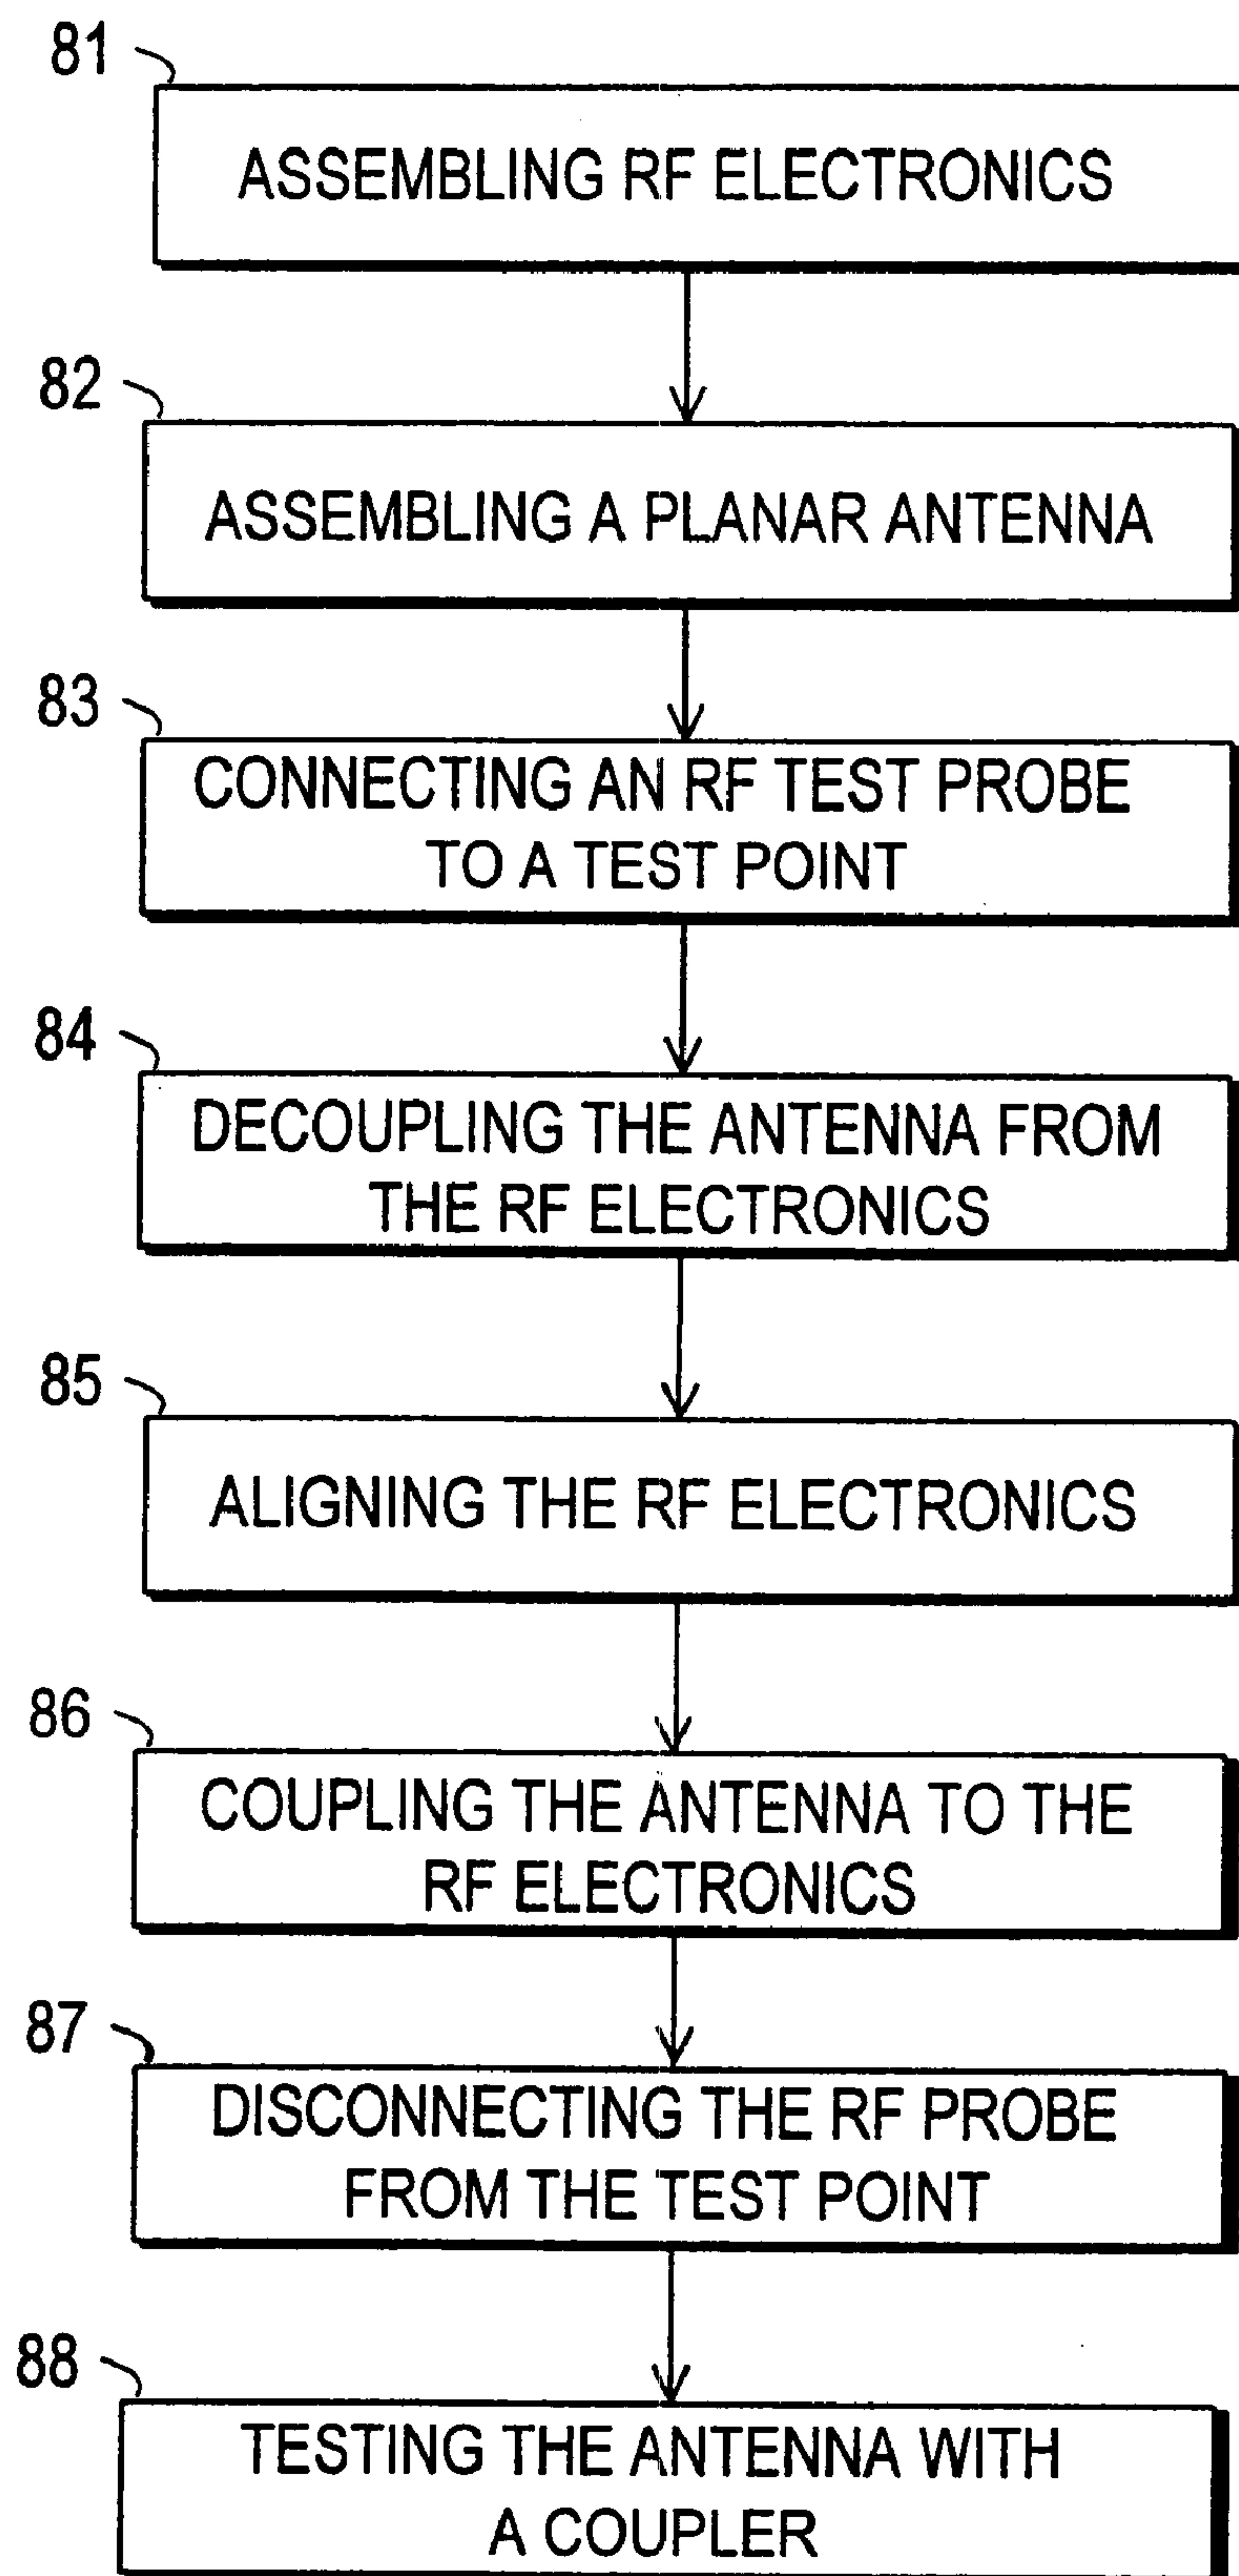 81
ASSEMBLING RF ELECTRONICS
82
ASSEMBLING A PLANAR ANTENNA
83
CONNECTING AN RF TEST PROBE
TO A TEST POINT
84
DECOUPLING THE ANTENNA FROM
THE RF ELECTRONICS
85
ALIGNING THE RF ELECTRONICS
86
COUPLING THE ANTENNA TO THE
RF ELECTRONICS
87
DISCONNECTING THE RF PROBE
FROM THE TEST POINT
88
TESTING THE ANTENNA WITH
A COUPLER